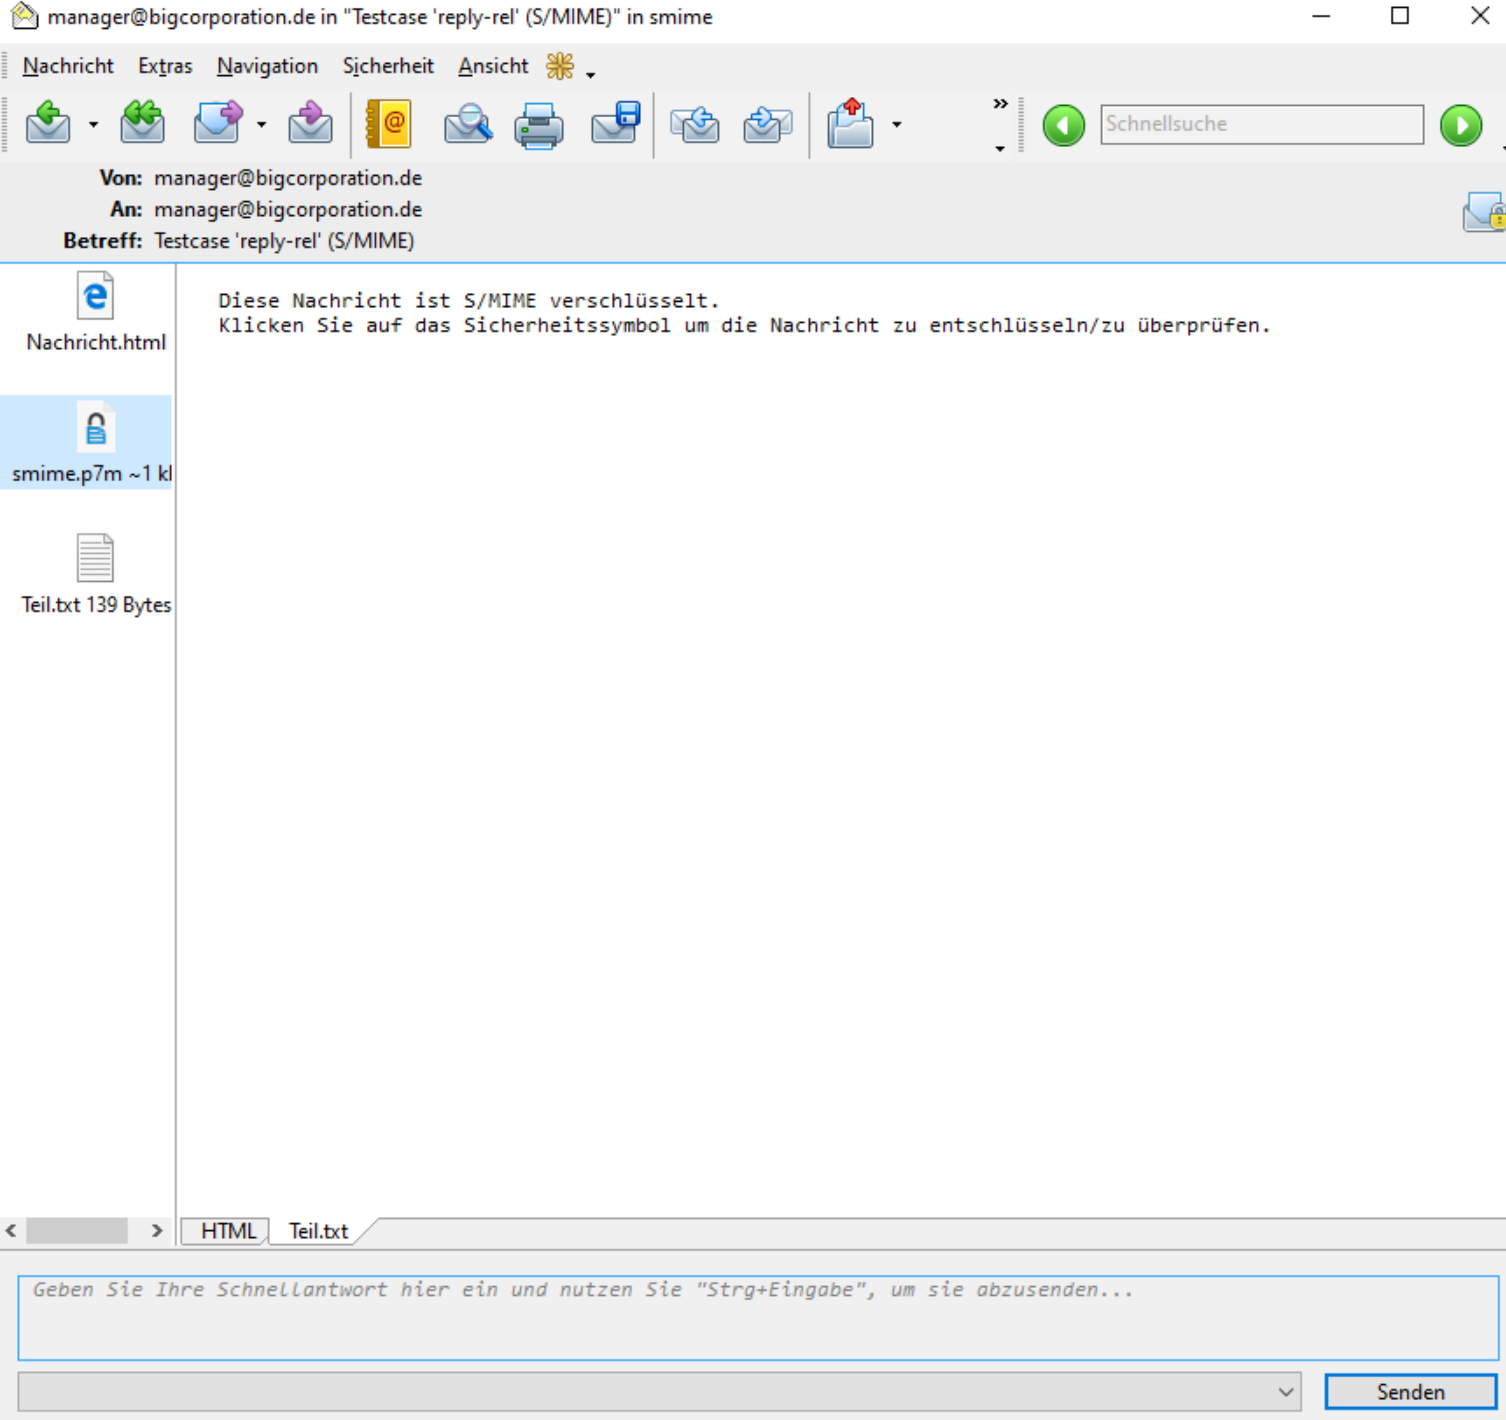 manager@bigcorporation.de in "Testcase 'reply-rel' (S/MIME)" in smime
Nachricht Extras Navigation Sicherheit Ansicht
@
» Schnellsuche
Von: manager@bigcorporation.de
An: manager@bigcorporation.de
Betreff: Testcase 'reply-rel' (S/MIME)
Nachricht.html
smime.p7m ~1
Teil.txt 139 Bytes
Diese Nachricht ist S/MIME verschlüsselt.
Klicken Sie auf das Sicherheitssymbol um die Nachricht zu entschlüsseln/zu überprüfen.
HTML Teil.txt
Geben Sie Ihre Schnellantwort hier ein und nutzen Sie "Strg+Eingabe", um sie abzusenden...
Senden